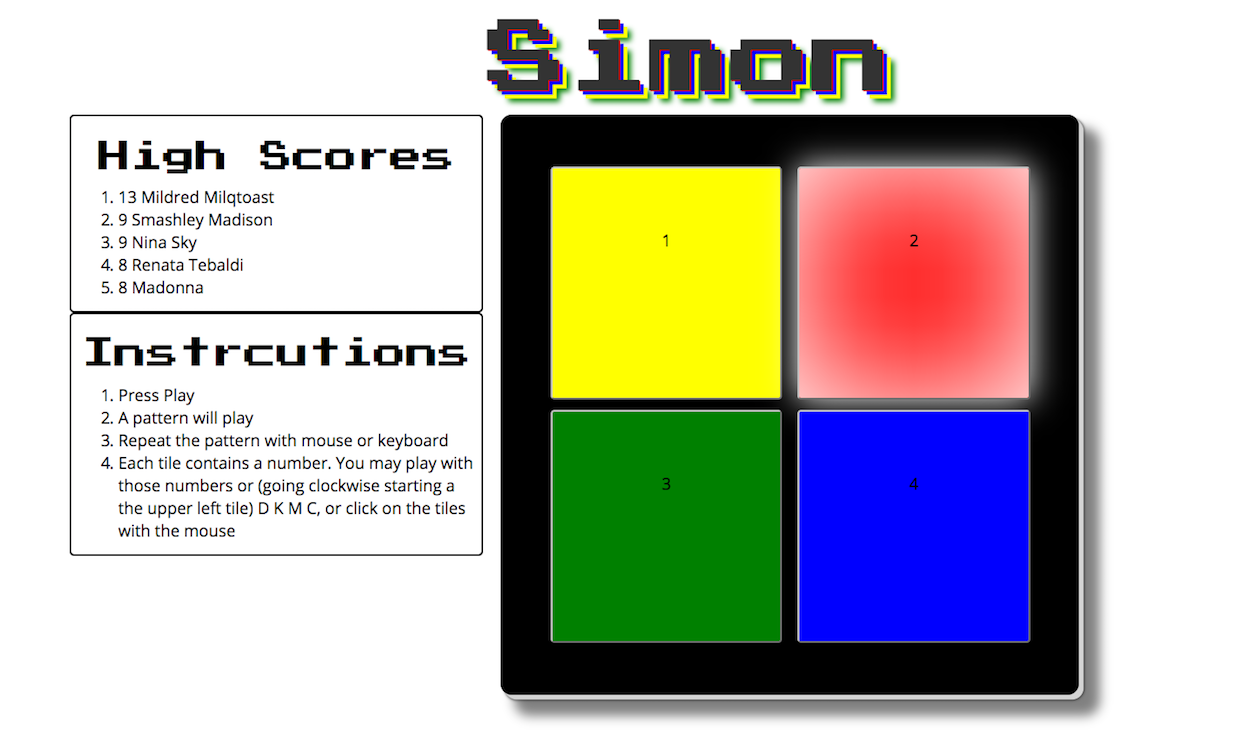 Simon
High Scores
1. 13 Mildred Milqtoast
2. 9 Smashley Madison
3. 9 Nina Sky
4. 8 Renata Tebaldi
5. 8 Madonna
Instrcutions
1. Press Play
2. A pattern will play
3. Repeat the pattern with mouse or keyboard
4. Each tile contains a number. You may play with
those numbers or (going clockwise starting a
the upper left tile) D K M C, or click on the tiles
with the mouse
1
2
3
4